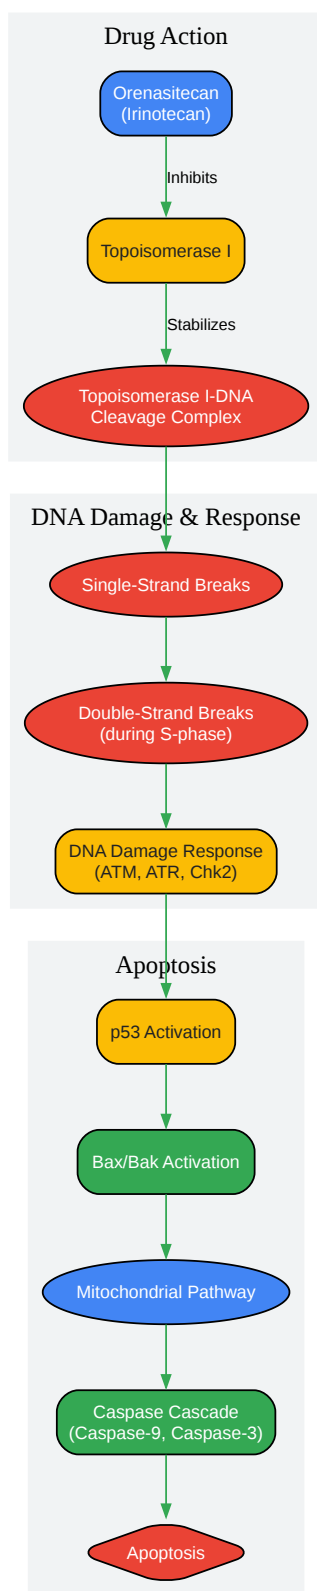 Drug Action
Orenasitecan
(Irinotecan)
Inhibits
Topoisomerase I
Stabilizes
Topoisomerase I-DNA
Cleavage Complex
DNA Damage & Response
Single-Strand Breaks
Double-Strand Breaks
(during S-phase)
DNA Damage Response
(ATM, ATR, Chk2)
Apoptosis
p53 Activation
Bax/Bak Activation
Mitochondrial Pathway
Caspase Cascade
(Caspase-9, Caspase-3)
Apoptosis